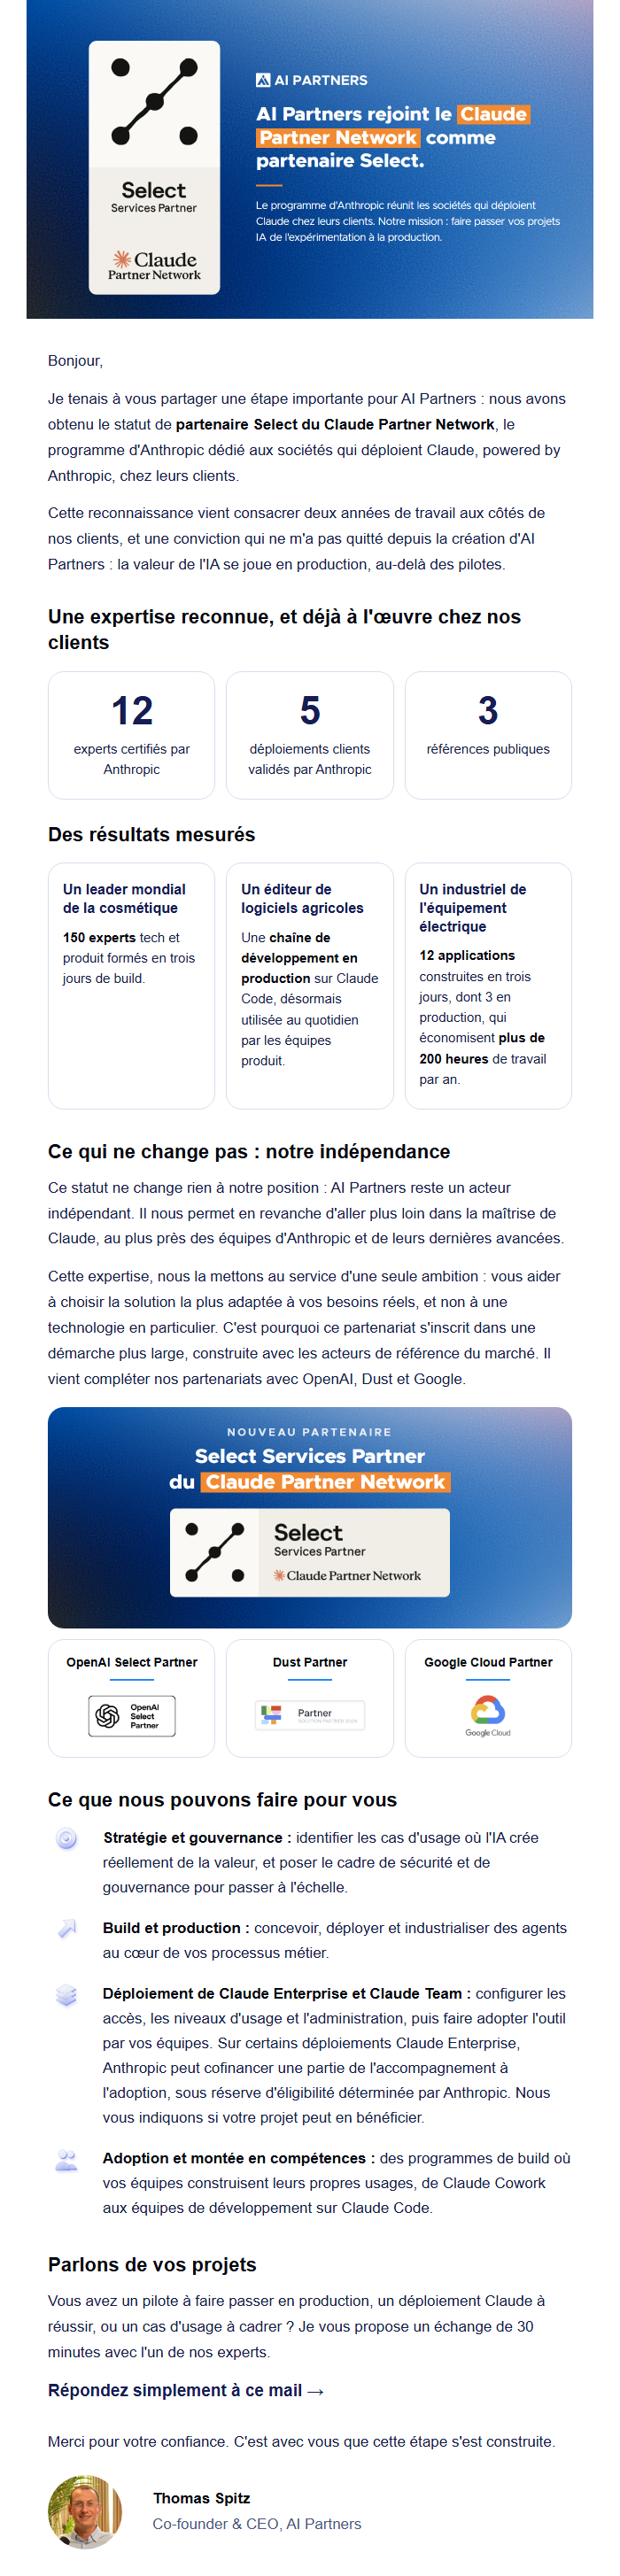 AI PARTNERS
AI Partners rejoint le Claude
Partner Network comme
partenaire Select.
Le programme d'Anthropic réunit les sociétés qui déploient
Claude chez leurs clients. Notre mission : faire passer vos projets
IA de l'expérimentation à la production.
Select
Services Partner
Claude
Partner Network
Bonjour,
Je tenais à vous partager une étape importante pour AI Partners : nous avons
obtenu le statut de partenaire Select du Claude Partner Network, le
programme d'Anthropic dédié aux sociétés qui déploient Claude, powered by
Anthropic, chez leurs clients.
Cette reconnaissance vient consacrer deux années de travail aux côtés de
nos clients, et une conviction qui ne m'a pas quitté depuis la création d'AI
Partners : la valeur de l'IA se joue en production, au-delà des pilotes.
Une expertise reconnue, et déjà à l'œuvre chez nos
clients
12
experts certifiés par
Anthropic
5
déploiements clients
validés par Anthropic
3
références publiques
Des résultats mesurés
Un leader mondial
de la cosmétique
150 experts tech et
produit formés en trois
jours de build.
Un éditeur de
logiciels agricoles
Une chaîne de
développement en
production sur Claude
Code, désormais
utilisée au quotidien
par les équipes
produit.
Un industriel de
l'équipement
électrique
12 applications
construites en trois
jours, dont 3 en
production, qui
économisent plus de
200 heures de travail
par an.
Ce qui ne change pas : notre indépendance
Ce statut ne change rien à notre position : AI Partners reste un acteur
indépendant. Il nous permet en revanche d'aller plus loin dans la maîtrise de
Claude, au plus près des équipes d'Anthropic et de leurs dernières avancées.
Cette expertise, nous la mettons au service d'une seule ambition : vous aider
à choisir la solution la plus adaptée à vos besoins réels, et non à une
technologie en particulier. C'est pourquoi ce partenariat s'inscrit dans une
démarche plus large, construite avec les acteurs de référence du marché. Il
vient compléter nos partenariats avec OpenAI, Dust et Google.
NOUVEAU PARTENAIRE
Select Services Partner
du Claude Partner Network
Select
Services Partner
Claude Partner Network
OpenAI Select Partner
OpenAI
Select
Partner
Dust Partner
Partner
SOLUTION PARTNER 2026
Google Cloud Partner
Google Cloud
Ce que nous pouvons faire pour vous
Stratégie et gouvernance : identifier les cas d'usage où l'IA crée
réellement de la valeur, et poser le cadre de sécurité et de
gouvernance pour passer à l'échelle.
Build et production : concevoir, déployer et industrialiser des agents
au cœur de vos processus métier.
Déploiement de Claude Enterprise et Claude Team : configurer les
accès, les niveaux d'usage et l'administration, puis faire adopter l'outil
par vos équipes. Sur certains déploiements Claude Enterprise,
Anthropic peut cofinancer une partie de l'accompagnement à
l'adoption, sous réserve d'éligibilité déterminée par Anthropic. Nous
vous indiquons si votre projet peut en bénéficier.
Adoption et montée en compétences : des programmes de build où
vos équipes construisent leurs propres usages, de Claude Cowork
aux équipes de développement sur Claude Code.
Parlons de vos projets
Vous avez un pilote à faire passer en production, un déploiement Claude à
réussir, ou un cas d'usage à cadrer ? Je vous propose un échange de 30
minutes avec l'un de nos experts.
Répondez simplement à ce mail →
Merci pour votre confiance. C'est avec vous que cette étape s'est construite.
Thomas Spitz
Co-founder & CEO, AI Partners